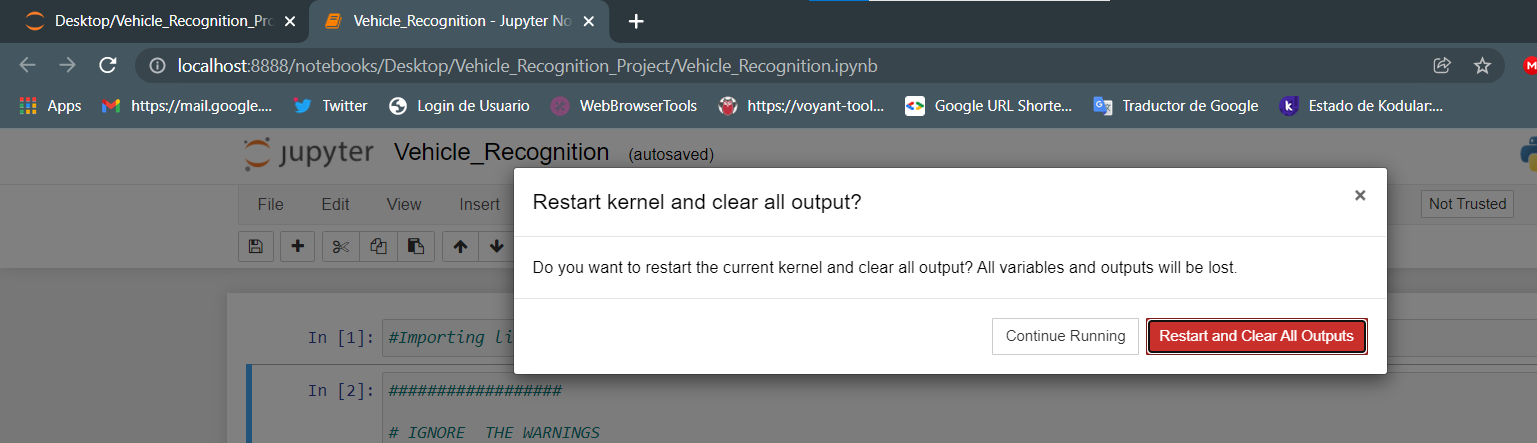 Desktop/Vehicle_Recognition_Pro
Vehicle_Recognition - Jupyter No
localhost:8888/notebooks/Desktop/Vehicle_Recognition_Project/Vehicle_Recognition.ipynb
M
Apps https://mail.google.... Twitter Login de Usuario WebBrowserTools https://voyant-tool... Google URL Shorte... Traductor de Google Estado de Kodular:...
jupyter Vehicle_Recognition (autosaved)
File Edit View Insert
Not Trusted
Restart kernel and clear all output?
×
Do you want to restart the current kernel and clear all output? All variables and outputs will be lost.
Continue Running Restart and Clear All Outputs
In [1]: #Importing li
In [2]: ##################
# IGNORE  THE WARNINGS